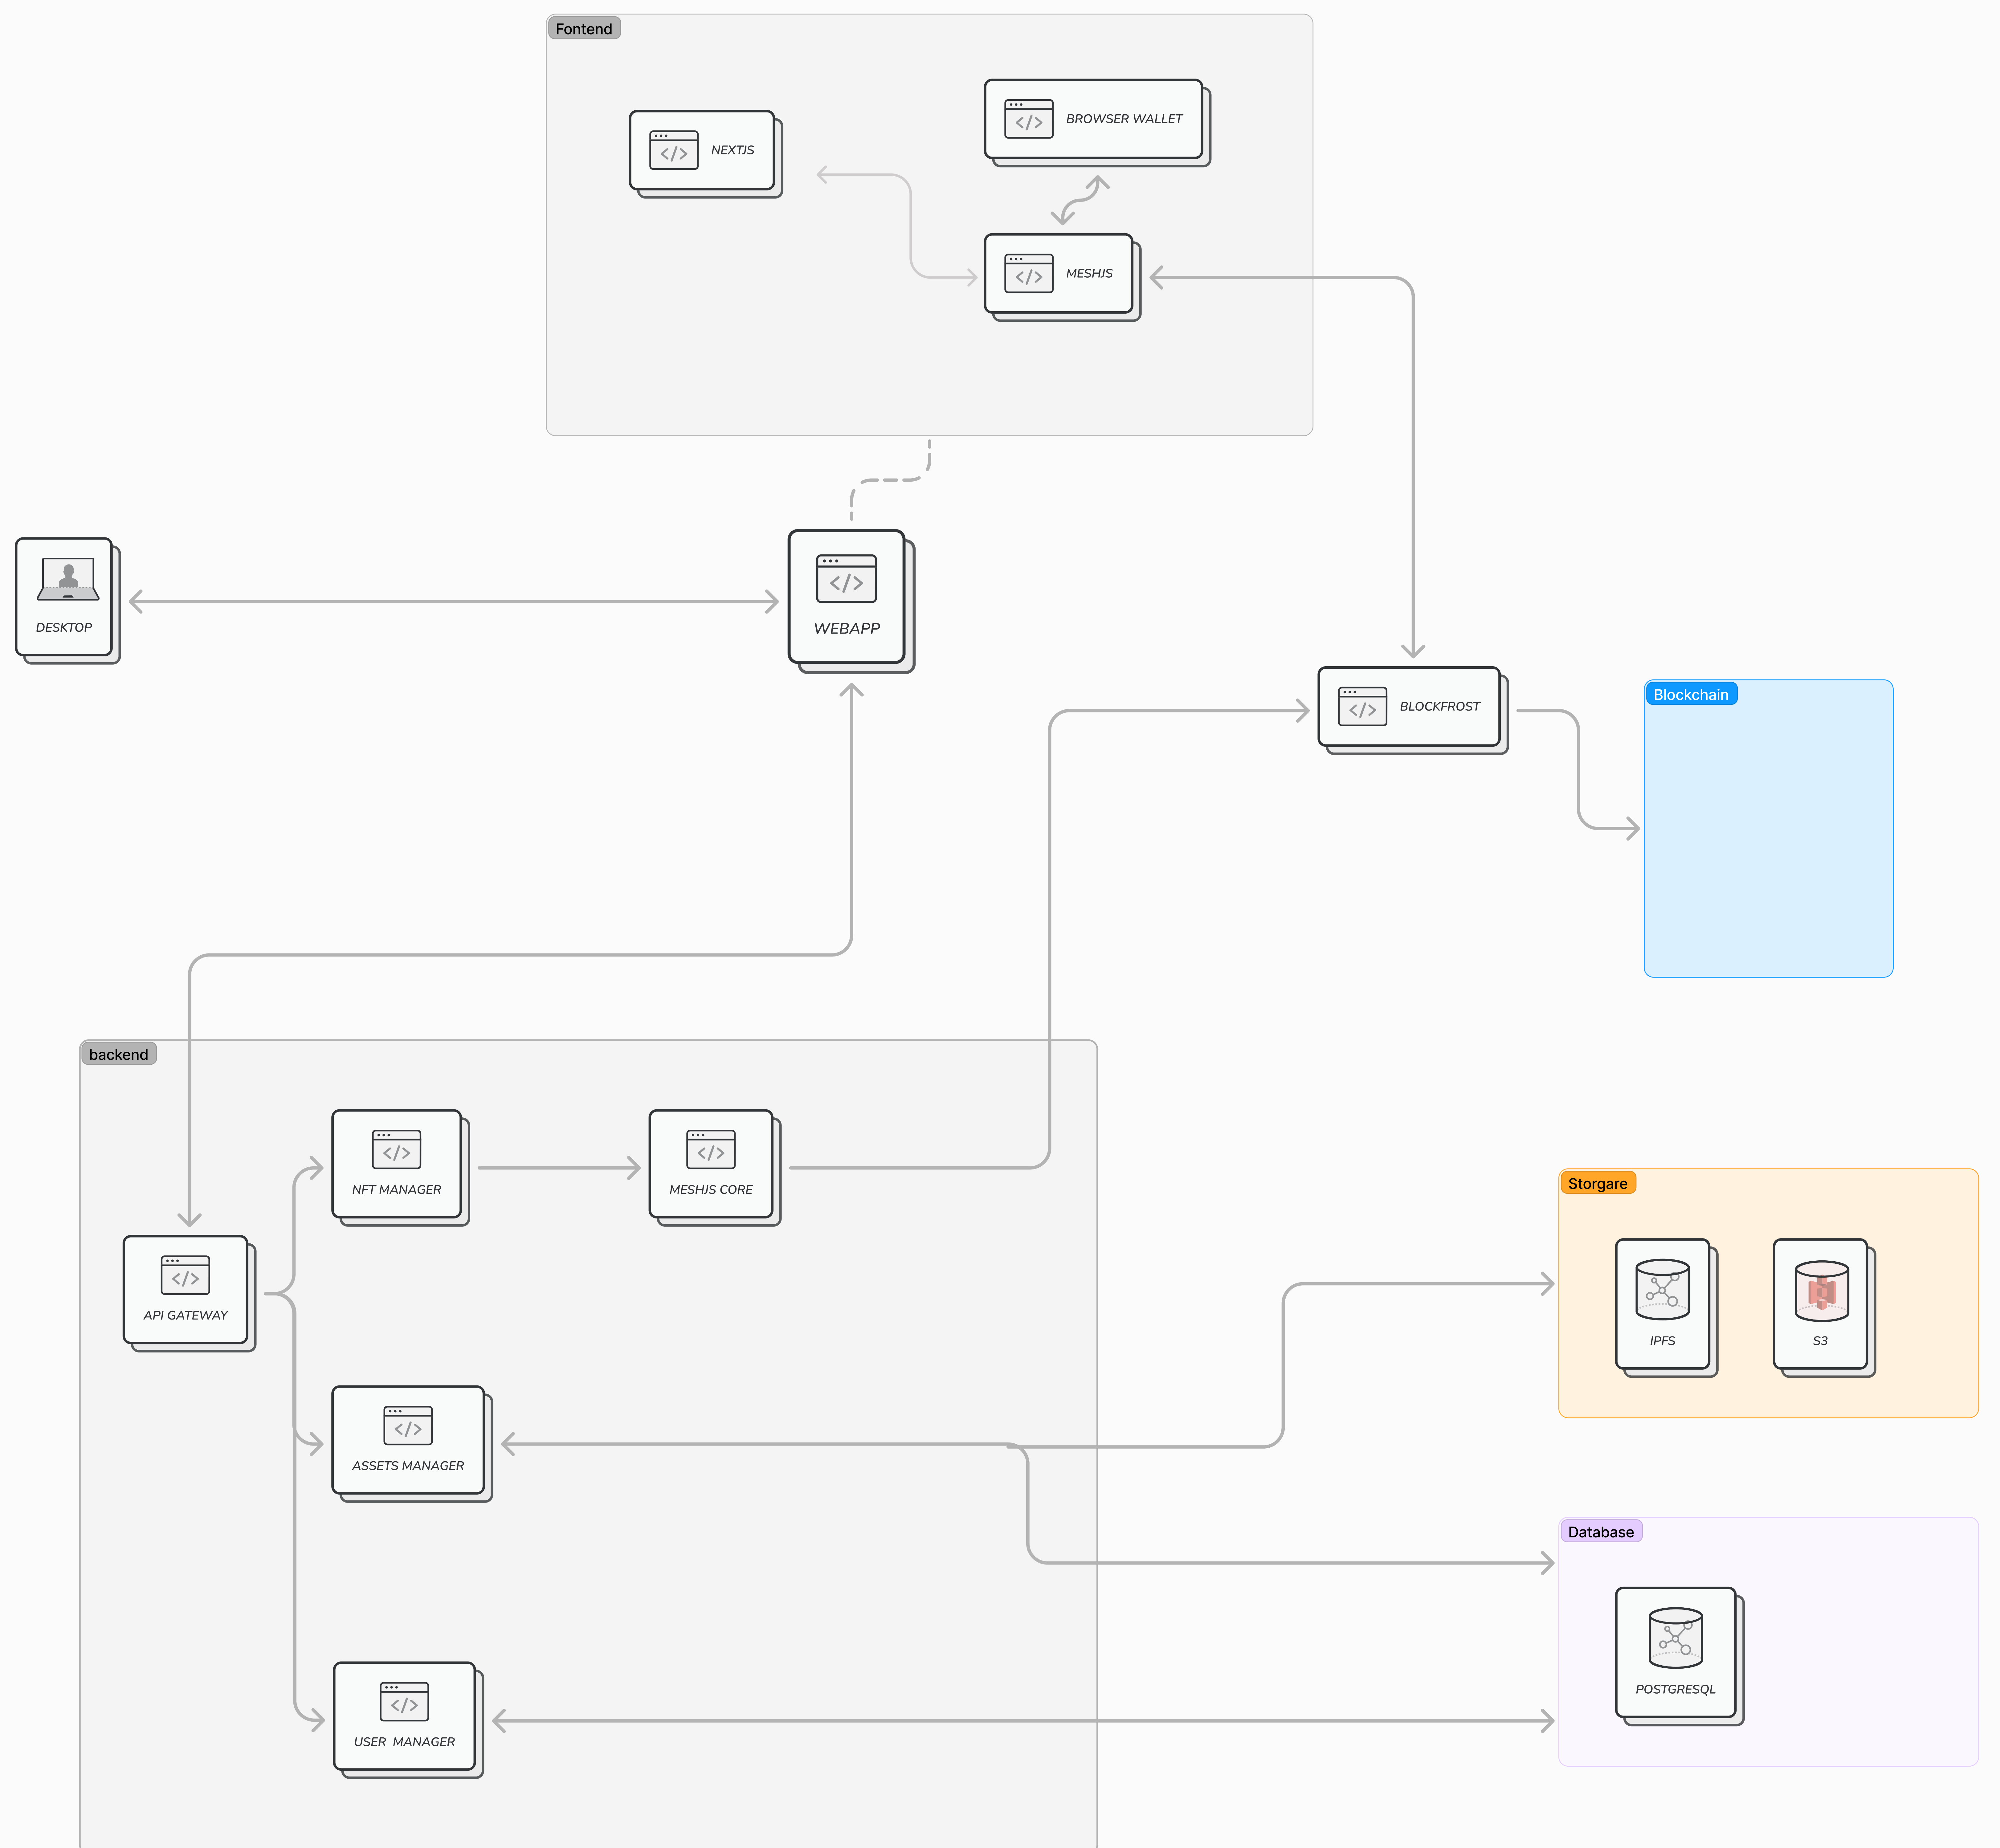 Fontend
BROWSER WALLET
NEXTJS
MESHJS
DESKTOP
WEBAPP
BLOCKFROST
Blockchain
backend
NFT MANAGER
MESHJS CORE
API GATEWAY
Storgare
IPFS
S3
ASSETS MANAGER
Database
POSTGRESQL
USER  MANAGER